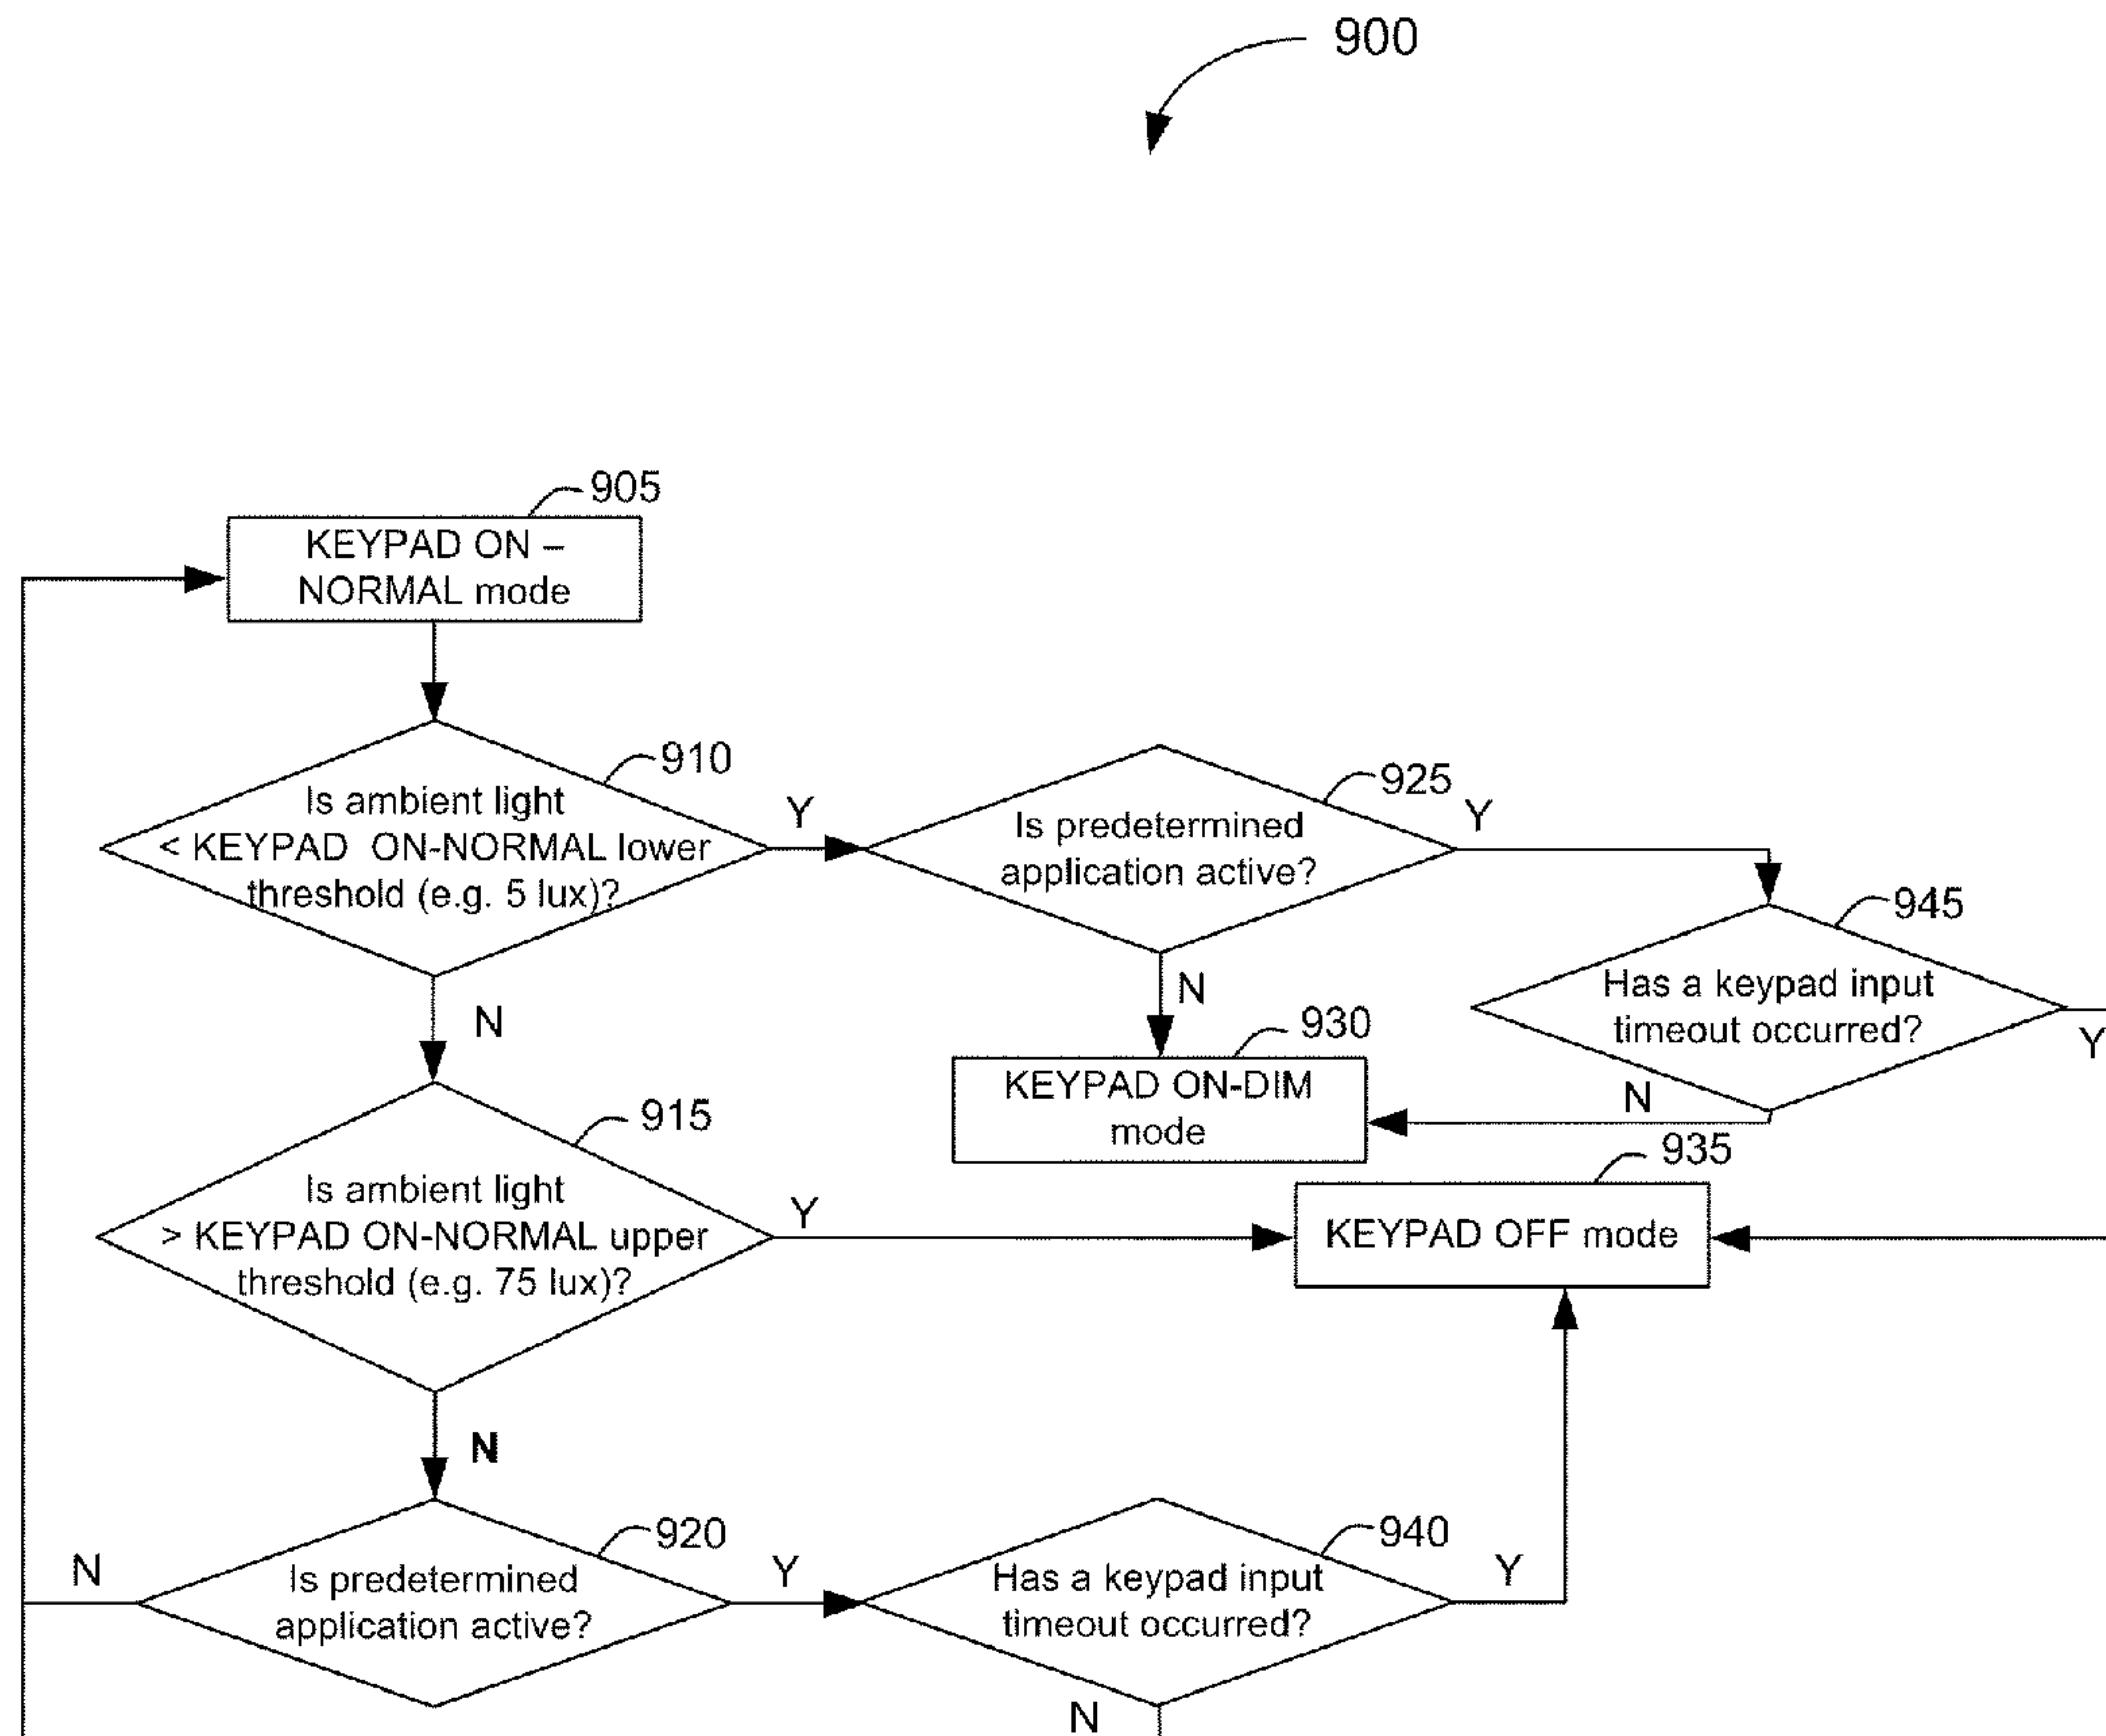 900
905
KEYPAD ON –
NORMAL mode
910
Is ambient light
< KEYPAD ON-NORMAL lower
threshold (e.g. 5 lux)?
Y
925
Is predetermined
application active?
Y
945
Has a keypad input
timeout occurred?
Y
N
N
930
KEYPAD ON-DIM
mode
N
915
Is ambient light
> KEYPAD ON-NORMAL upper
threshold (e.g. 75 lux)?
Y
935
KEYPAD OFF mode
N
920
Is predetermined
application active?
N
Y
940
Has a keypad input
timeout occurred?
Y
N